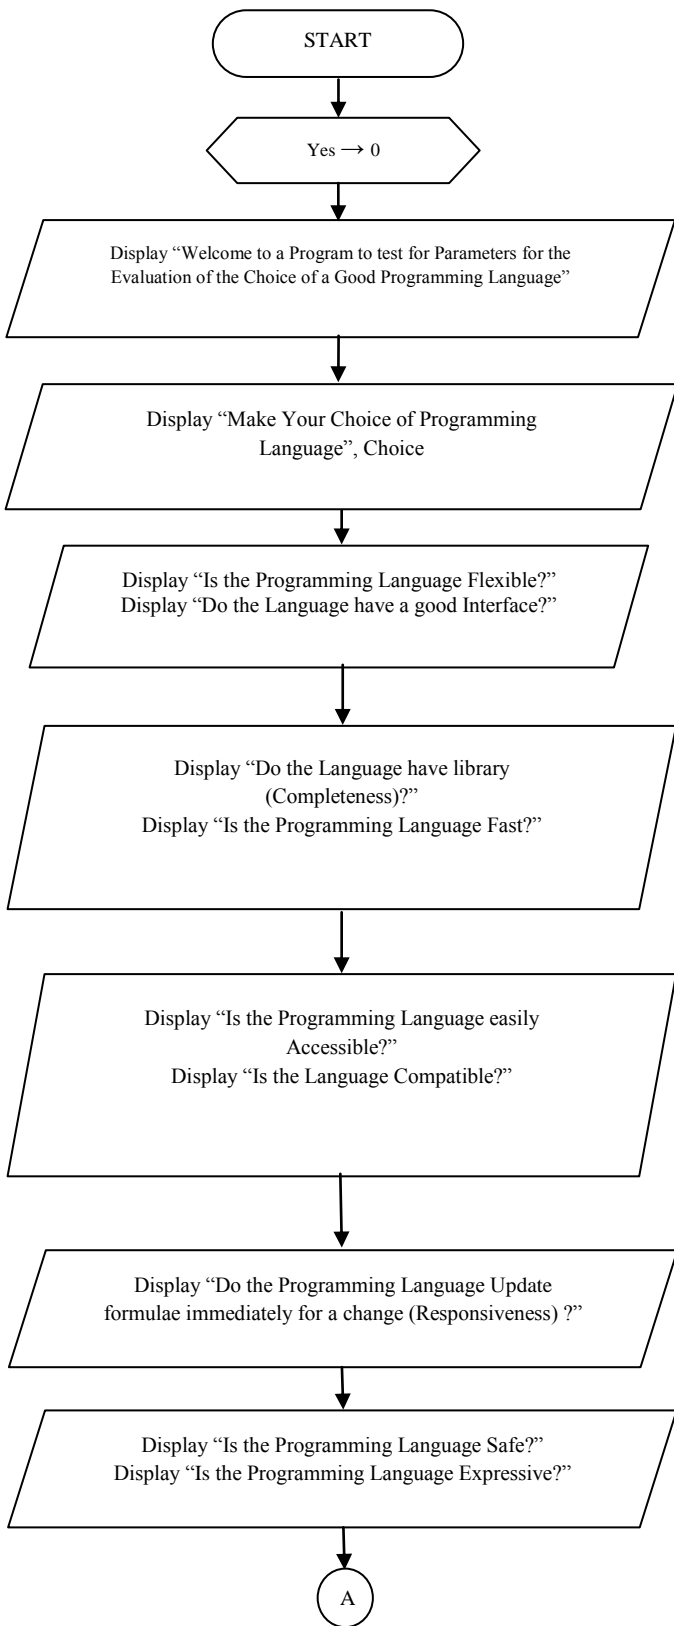 START
Yes → 0
Display “Welcome to a Program to test for Parameters for the
Evaluation of the Choice of a Good Programming Language”
Display “Make Your Choice of Programming
Language”, Choice
Display “Is the Programming Language Flexible?”
Display “Do the Language have a good Interface?”
Display “Do the Language have library
(Completeness)?”
Display “Is the Programming Language Fast?”
Display “Is the Programming Language easily
Accessible?”
Display “Is the Language Compatible?”
Display “Do the Programming Language Update
formulae immediately for a change (Responsiveness) ?”
Display “Is the Programming Language Safe?”
Display “Is the Programming Language Expressive?”
A